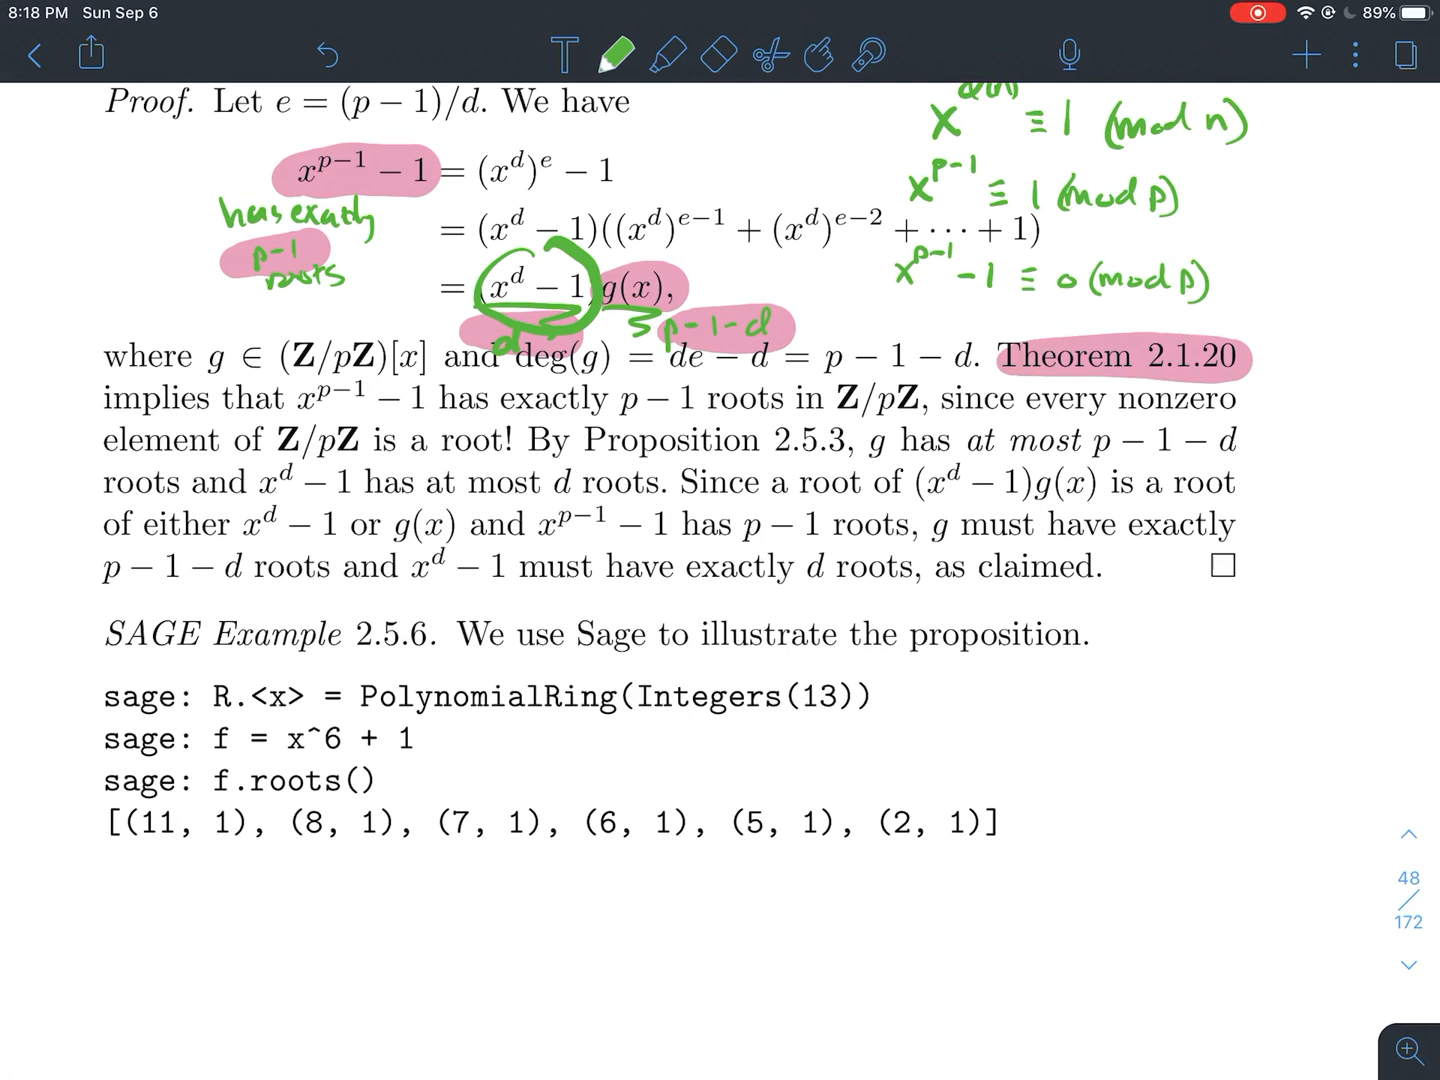 8:18 PM Sun Sep 6 89%
Proof. Let e = (p − 1)/d. We have
x^φ(n) ≡ 1 (mod n)
x^{p−1} − 1 = (x^d)^e − 1
x^{p-1} ≡ 1 (mod p)
has exactly
= (x^d − 1)((x^d)^{e−1} + (x^d)^{e−2} + ⋯ + 1)
p-1
roots
x^{p-1} - 1 ≡ 0 (mod p)
= (x^d − 1)g(x),
d
p-1-d
where g ∈ (Z/pZ)[x] and deg(g) = de − d = p − 1 − d. Theorem 2.1.20
implies that x^{p−1} − 1 has exactly p − 1 roots in Z/pZ, since every nonzero
element of Z/pZ is a root! By Proposition 2.5.3, g has at most p − 1 − d
roots and x^d − 1 has at most d roots. Since a root of (x^d − 1)g(x) is a root
of either x^d − 1 or g(x) and x^{p−1} − 1 has p − 1 roots, g must have exactly
p − 1 − d roots and x^d − 1 must have exactly d roots, as claimed. □
SAGE Example 2.5.6. We use Sage to illustrate the proposition.
sage: R.<x> = PolynomialRing(Integers(13))
sage: f = x^6 + 1
sage: f.roots()
[(11, 1), (8, 1), (7, 1), (6, 1), (5, 1), (2, 1)]
48
/
172